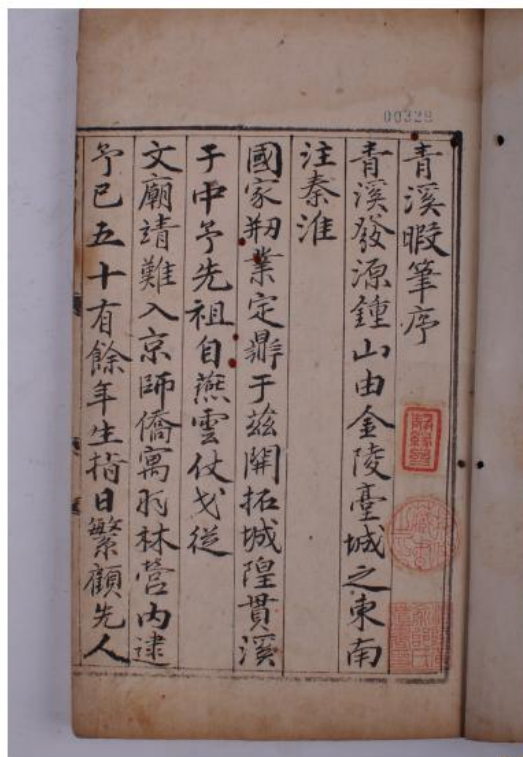 00328
青溪暇筆序
青溪發源鍾山由金陵臺城之東南
注秦淮
國家剏業定鼎于茲開拓城隍貫溪
于中予先祖自燕雲仗戈從
文廟靖難入京師僑寓羽林營內逮
予已五十有餘年生指日繁顧先人